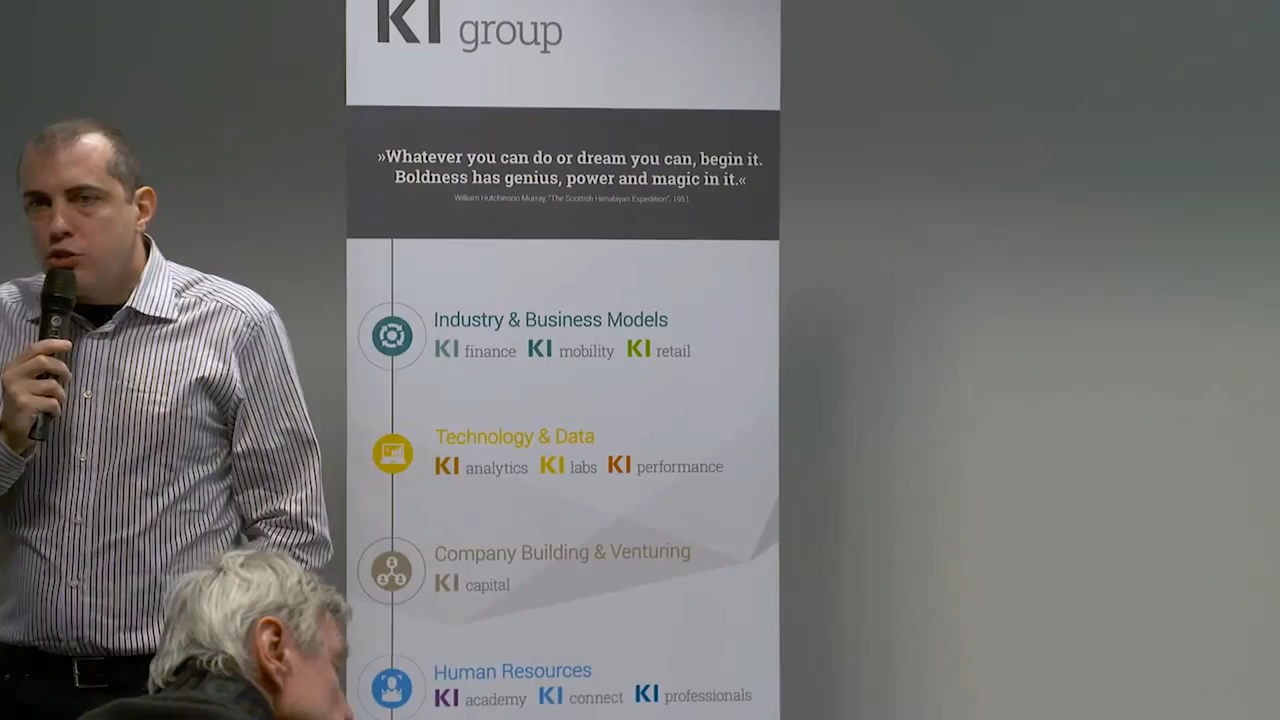 KI group
»Whatever you can do or dream you can, begin it.
Boldness has genius, power and magic in it.«
William Hutchinson Murray, "The Scottish Himalayan Expedition", 1951
Industry & Business Models
KI finance KI mobility KI retail
Technology & Data
KI analytics KI labs KI performance
Company Building & Venturing
KI capital
Human Resources
KI academy KI connect KI professionals